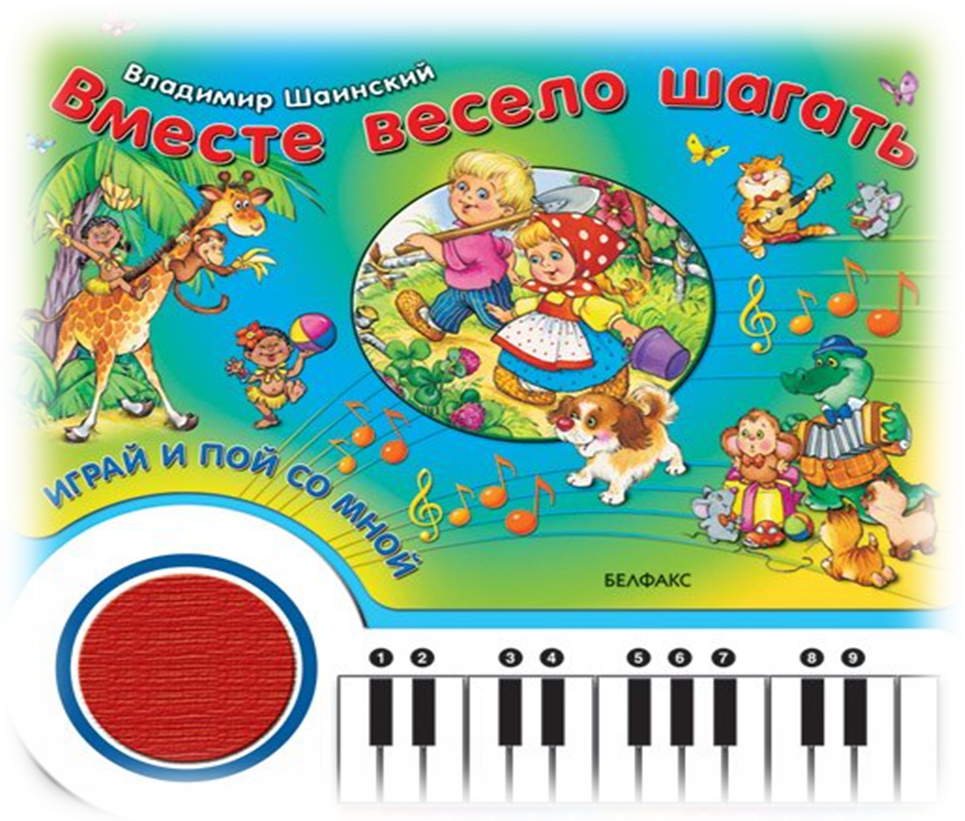 Владимир Шаинский
Вместе весело шагать
ИГРАЙ И ПОЙ СО МНОЙ
БЕЛФАКС
1 2 3 4 5 6 7 8 9